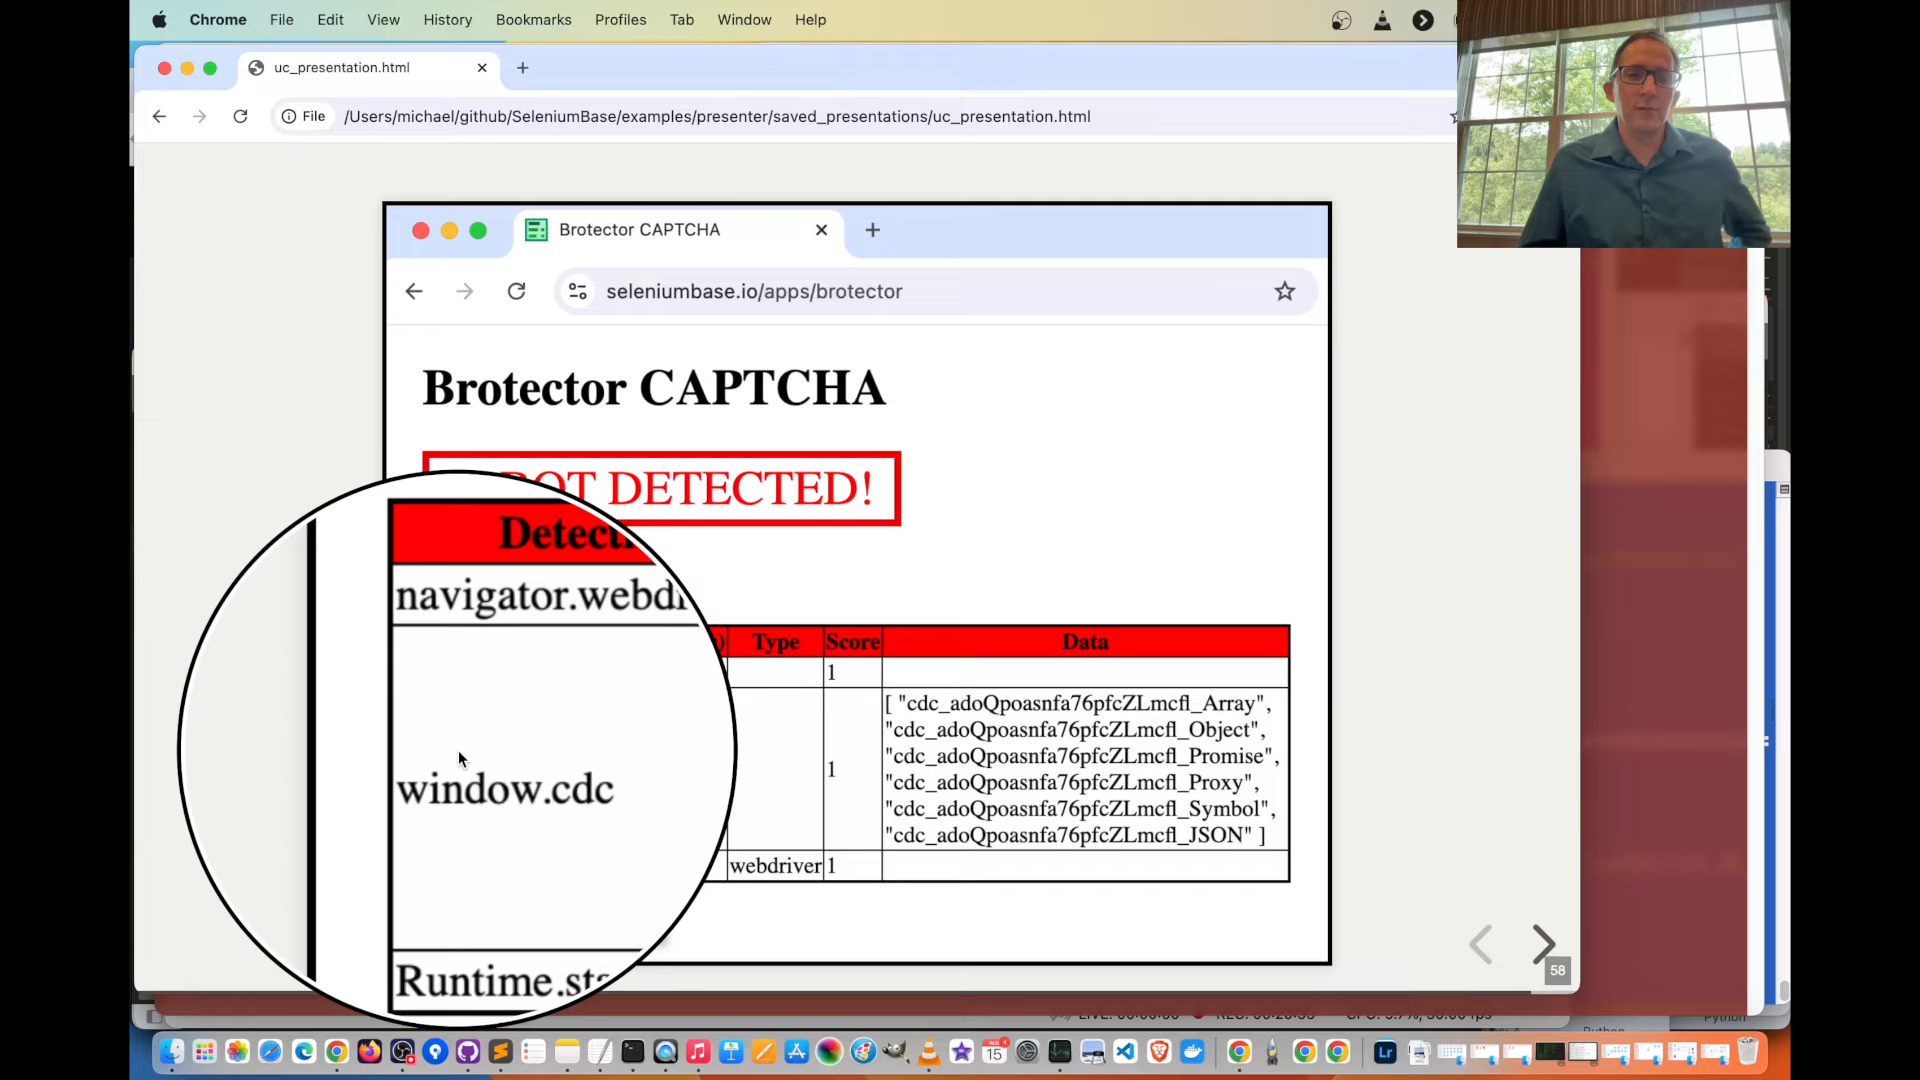 Chrome File Edit View History Bookmarks Profiles Tab Window Help
uc_presentation.html
File /Users/michael/github/SeleniumBase/examples/presenter/saved_presentations/uc_presentation.html
Brotector CAPTCHA
seleniumbase.io/apps/brotector
Brotector CAPTCHA
DETECTED!
navigator.webd
Type Score Data
1
window.cdc
1
[ "cdc_adoQpoasnfa76pfcZLmcfl_Array",
"cdc_adoQpoasnfa76pfcZLmcfl_Object",
"cdc_adoQpoasnfa76pfcZLmcfl_Promise",
"cdc_adoQpoasnfa76pfcZLmcfl_Proxy",
"cdc_adoQpoasnfa76pfcZLmcfl_Symbol",
"cdc_adoQpoasnfa76pfcZLmcfl_JSON" ]
webdriver 1
Runtime.st
58
15
Lr